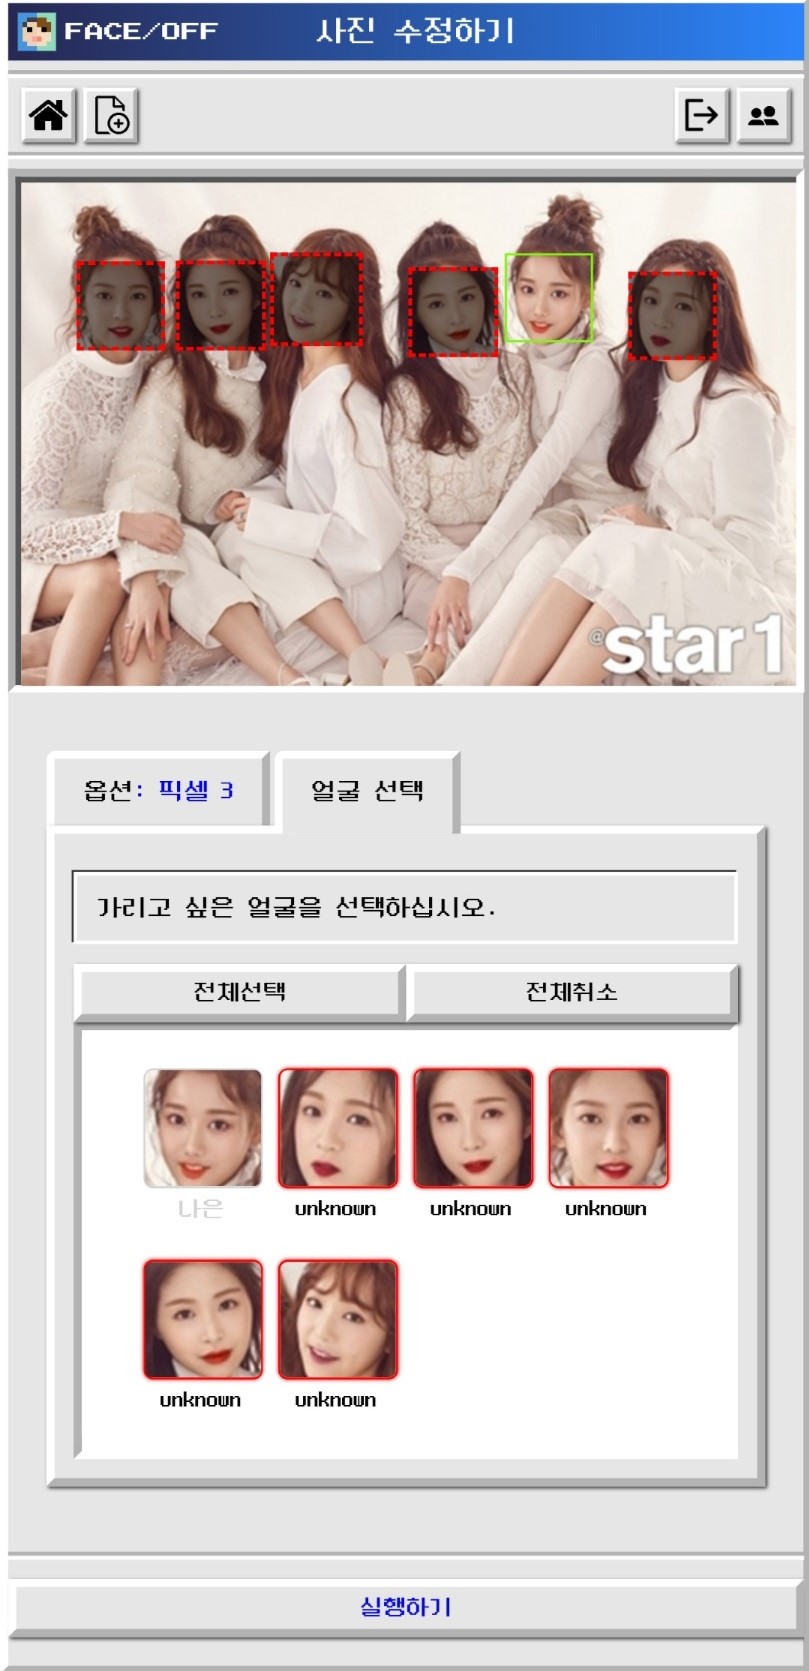 FACE/OFF 사진 수정하기
@star1
옵션: 픽셀 3
얼굴 선택
가리고 싶은 얼굴을 선택하십시오.
전체선택
전체취소
나은
unknown
unknown
unknown
unknown
unknown
실행하기